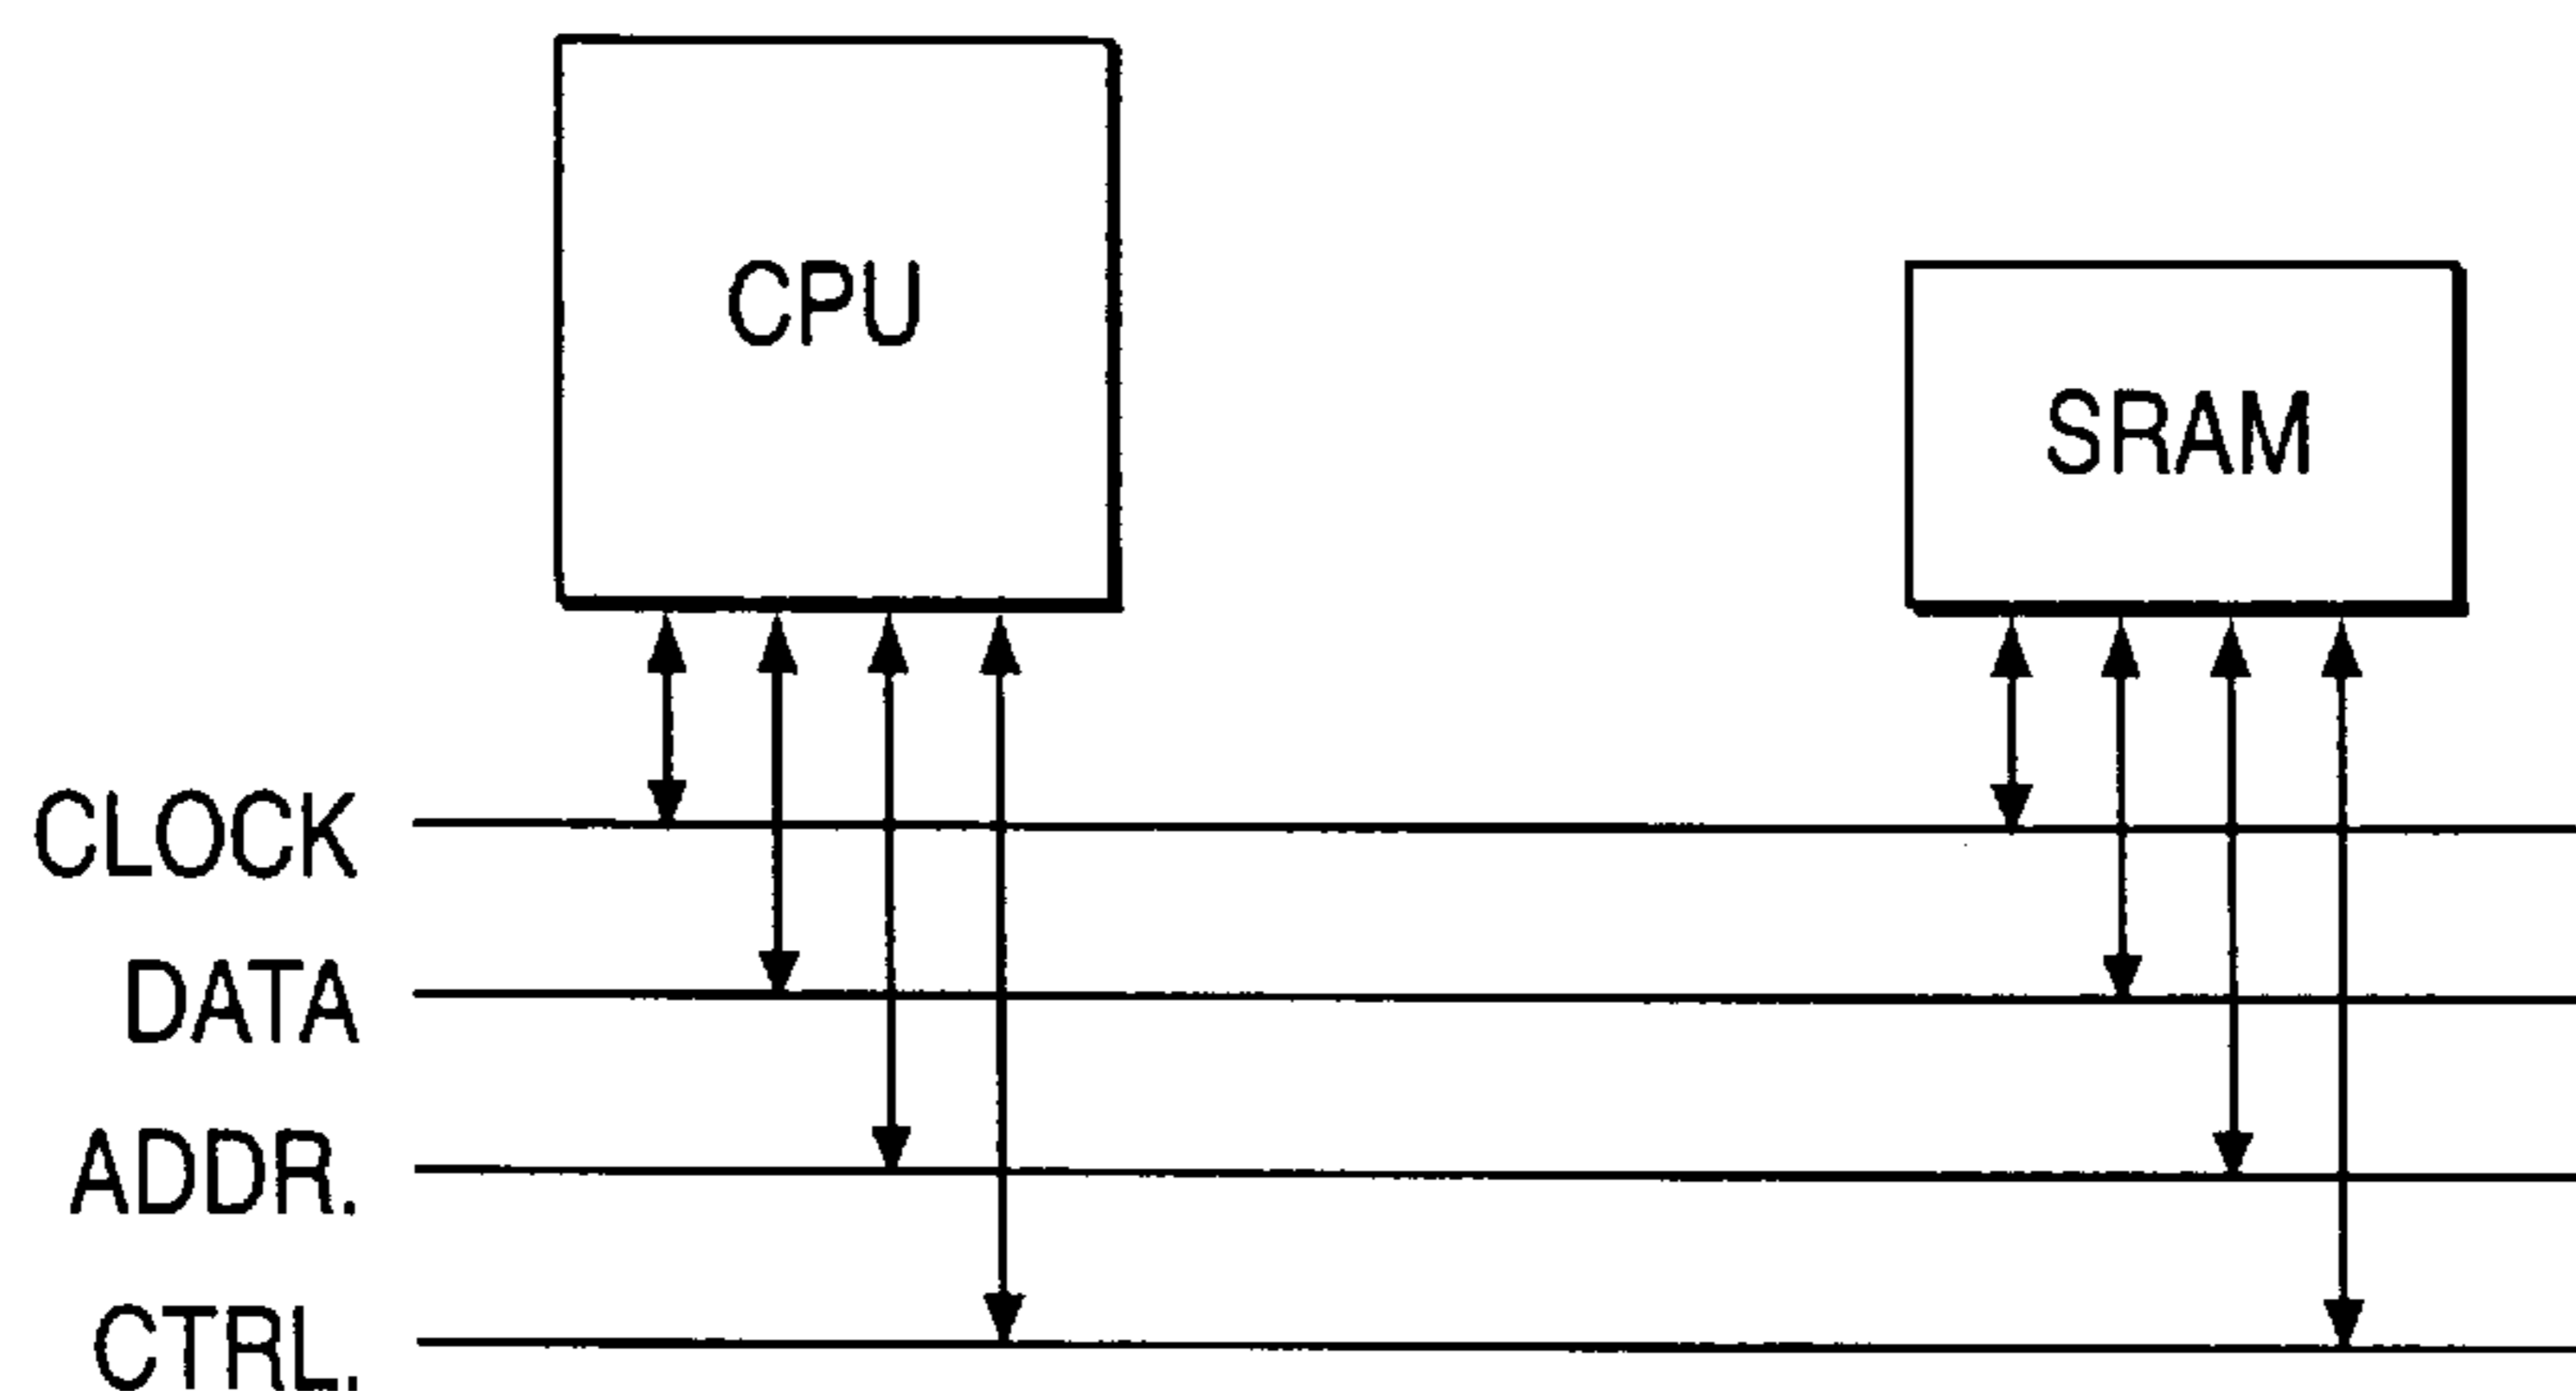 CPU
SRAM
CLOCK
DATA
ADDR.
CTRL.